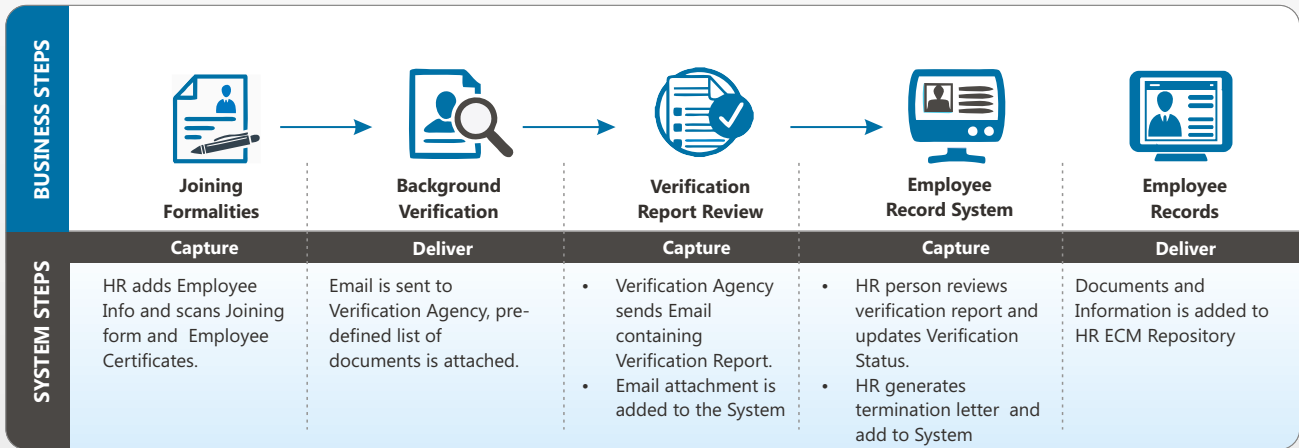 BUSINESS STEPS
Joining
Formalities
Background
Verification
Verification
Report Review
Employee
Record System
Employee
Records
SYSTEM STEPS
Capture
HR adds Employee
Info and scans Joining
form and Employee
Certificates.
Deliver
Email is sent to
Verification Agency, pre-
defined list of
documents is attached.
Capture
• Verification Agency
sends Email
containing
Verification Report.
• Email attachment is
added to the System
Capture
• HR person reviews
verification report and
updates Verification
Status.
• HR generates
termination letter and
add to System
Deliver
Documents and
Information is added to
HR ECM Repository